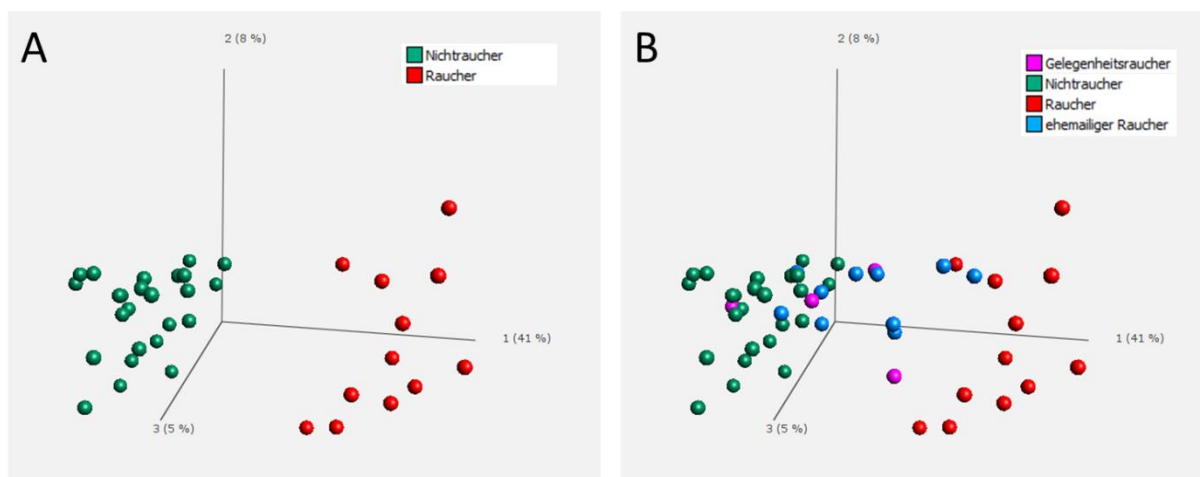 A
2 (8 %)
Nichtraucher
Raucher
1 (41 %)
3 (5 %)
B
2 (8 %)
Gelegenheitsraucher
Nichtraucher
Raucher
ehemailiger Raucher
1 (41 %)
3 (5 %)